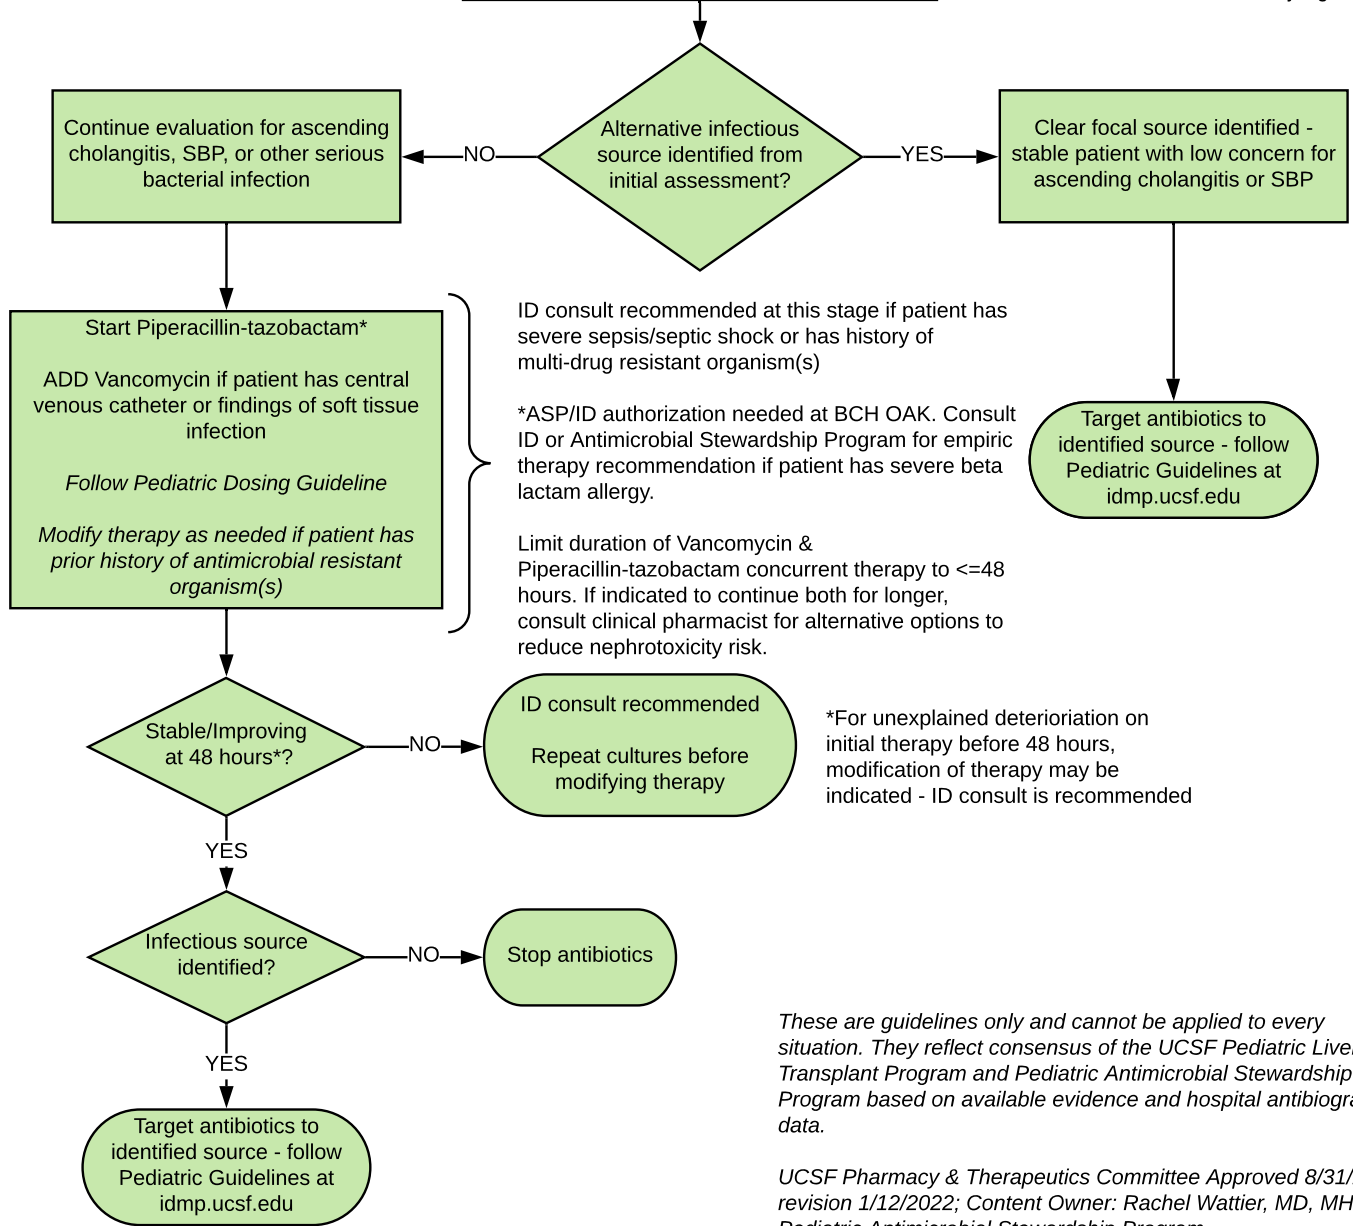 Alternative infectious
source identified from
initial assessment?
NO
YES
Continue evaluation for ascending
cholangitis, SBP, or other serious
bacterial infection
Clear focal source identified -
stable patient with low concern for
ascending cholangitis or SBP
Start Piperacillin-tazobactam*
ADD Vancomycin if patient has central
venous catheter or findings of soft tissue
infection
Follow Pediatric Dosing Guideline
Modify therapy as needed if patient has
prior history of antimicrobial resistant
organism(s)
ID consult recommended at this stage if patient has
severe sepsis/septic shock or has history of
multi-drug resistant organism(s)
*ASP/ID authorization needed at BCH OAK. Consult
ID or Antimicrobial Stewardship Program for empiric
therapy recommendation if patient has severe beta
lactam allergy.
Limit duration of Vancomycin &
Piperacillin-tazobactam concurrent therapy to <=48
hours. If indicated to continue both for longer,
consult clinical pharmacist for alternative options to
reduce nephrotoxicity risk.
Target antibiotics to
identified source - follow
Pediatric Guidelines at
idmp.ucsf.edu
Stable/Improving
at 48 hours*?
NO
ID consult recommended
Repeat cultures before
modifying therapy
*For unexplained deterioriation on
initial therapy before 48 hours,
modification of therapy may be
indicated - ID consult is recommended
YES
Infectious source
identified?
NO
Stop antibiotics
YES
Target antibiotics to
identified source - follow
Pediatric Guidelines at
idmp.ucsf.edu
These are guidelines only and cannot be applied to every
situation. They reflect consensus of the UCSF Pediatric
Transplant Program and Pediatric Antimicrobial Stewardship
Program based on available evidence and hospital
data.
UCSF Pharmacy & Therapeutics Committee Approved 8/31/
revision 1/12/2022; Content Owner: Rachel Wattier, MD,
Pediatric Antimicrobial Stewardship Program